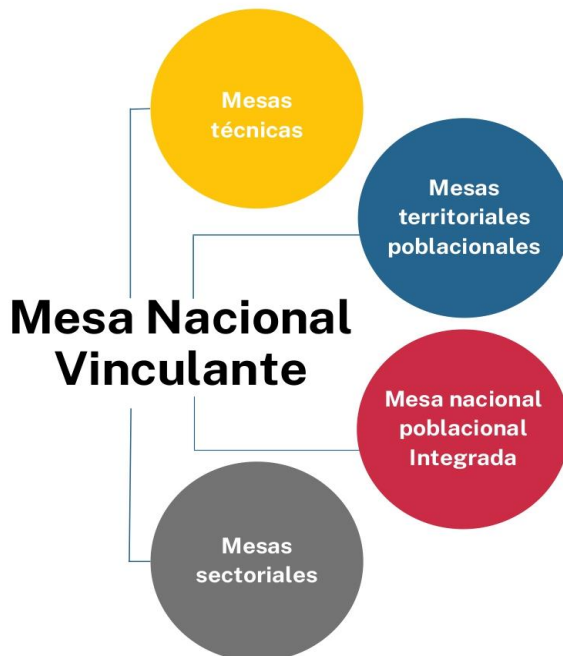 Mesas
técnicas
Mesas
territoriales
poblacionales
Mesa Nacional
Vinculante
Mesa nacional
poblacional
Integrada
Mesas
sectoriales